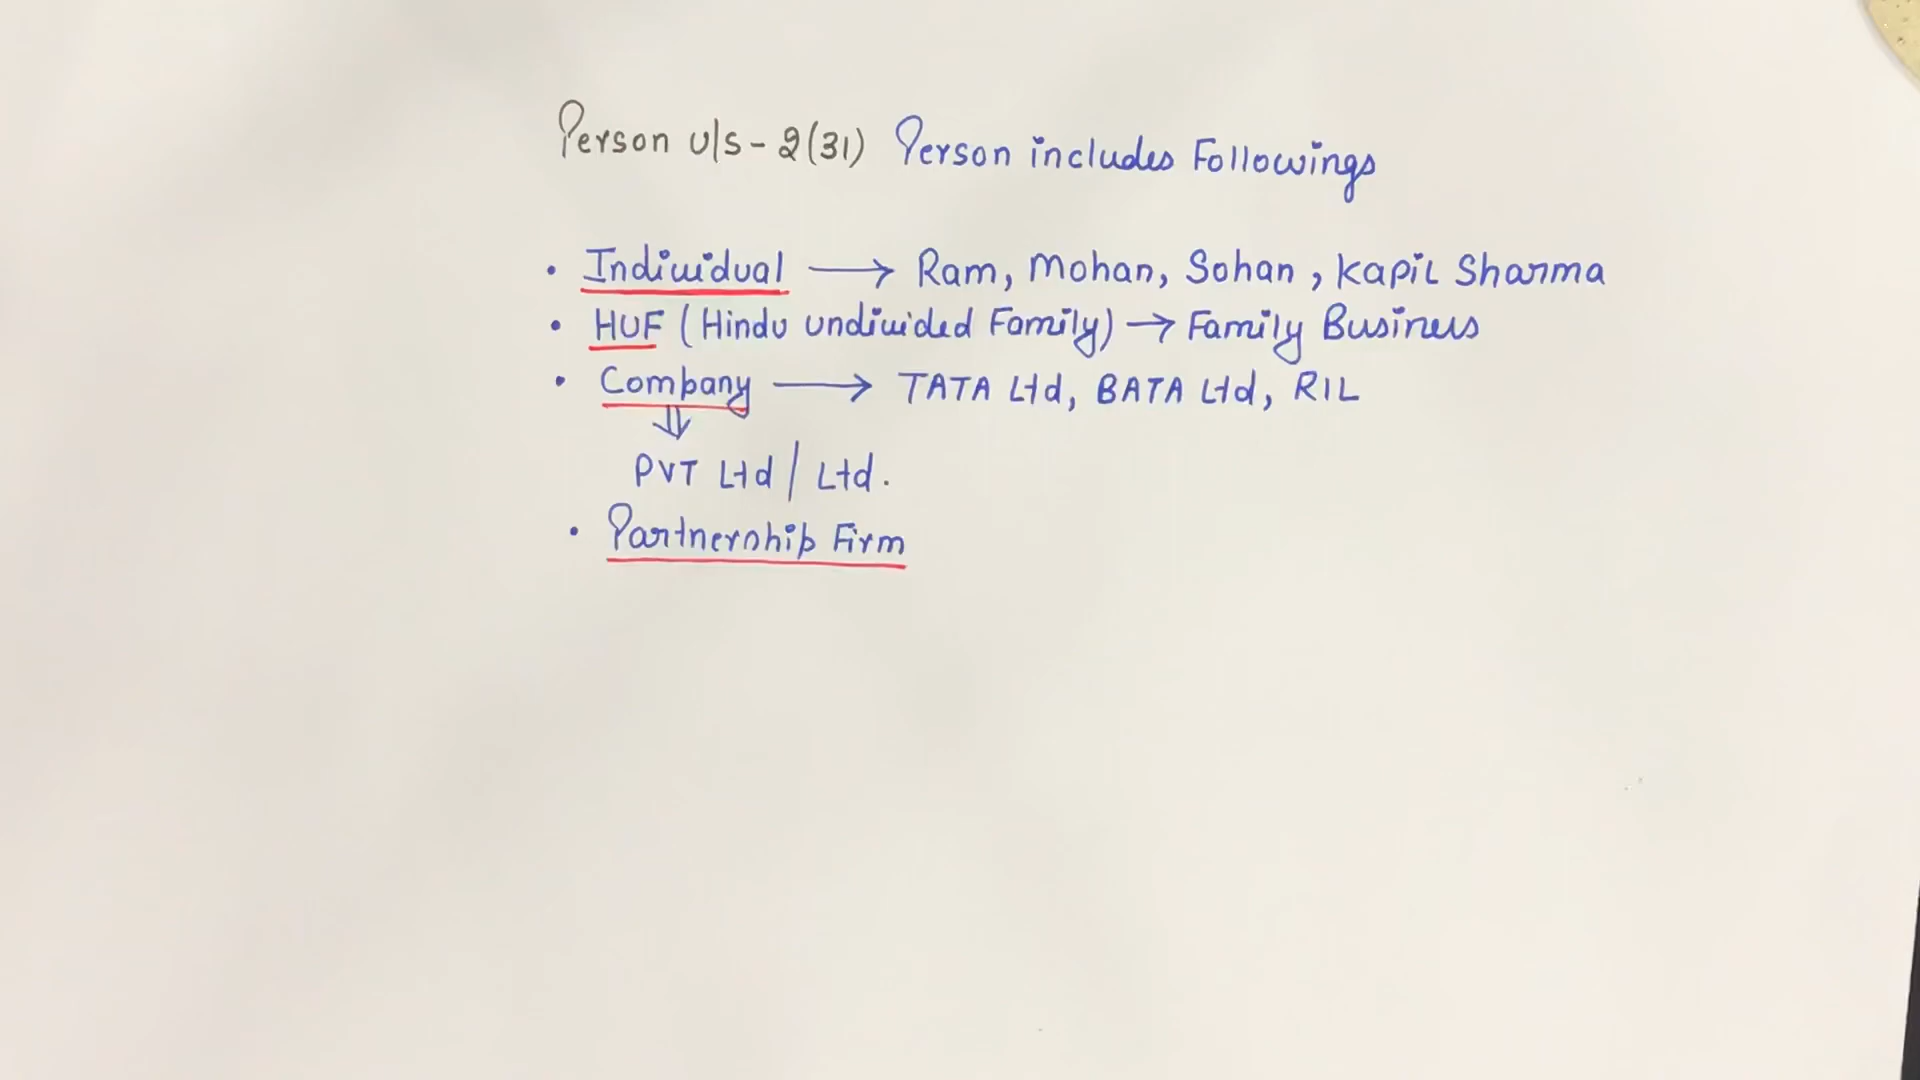 Person U/S - 2(31) Person includes Followings
• Individual → Ram, Mohan, Sohan, Kapil Sharma
• HUF (Hindu undivided Family) → Family Business
• Company → TATA Ltd, BATA Ltd, RIL
⇓
PVT Ltd / Ltd.
• Partnership Firm